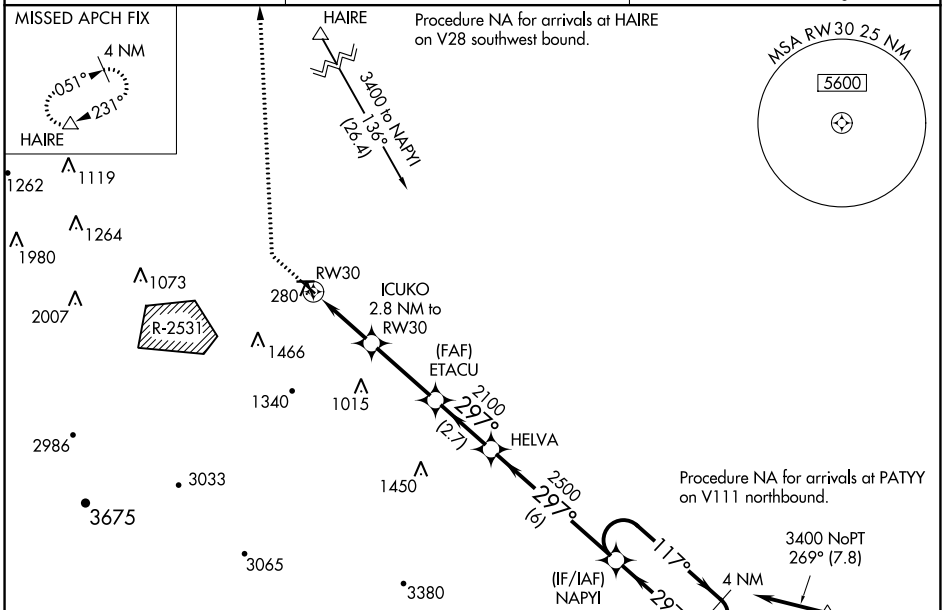 MISSED APCH FIX
4 NM
051°
231°
HAIRE
HAIRE
3400 to NAPYI
136°
(26.4)
Procedure NA for arrivals at HAIRE
on V28 southwest bound.
MSA RW30 25 NM
5600
1262
1119
1264
1980
1073
2007
R-2531
280
RW30
ICUKO
2.8 NM to
RW30
1466
(FAF)
ETACU
1340
1015
2100
297°
(2.7)
HELVA
2986
3033
1450
2500
297°
(6)
Procedure NA for arrivals at PATYY
on V111 northbound.
3675
3400 NoPT
269° (7.8)
117°
4 NM
3065
(IF/IAF)
NAPYI
3380